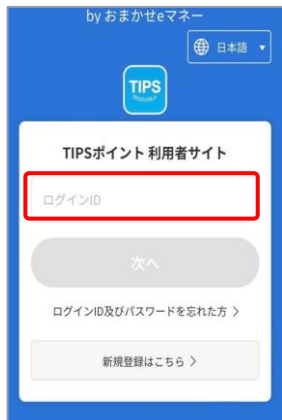 by おまかせeマネー
日本語
TIPS
TIPSポイント 利用者サイト
ログインID
次へ
ログインID及びパスワードを忘れた方
新規登録はこちら